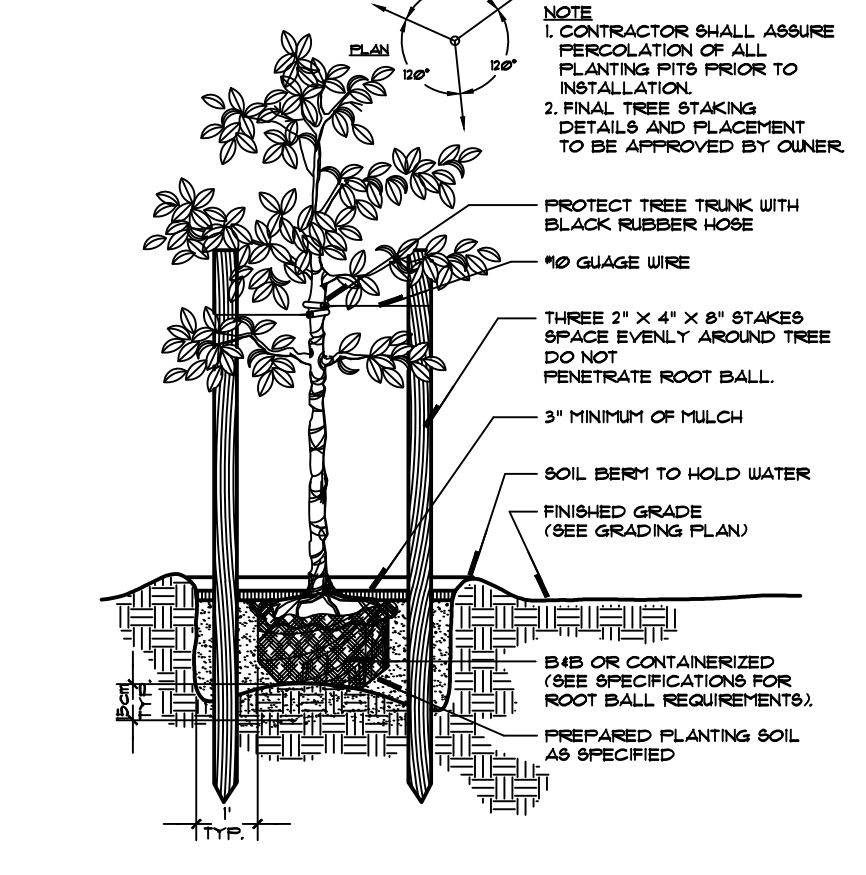 PLAN
120°
120°
NOTE
1. CONTRACTOR SHALL ASSURE
PERCOLATION OF ALL
PLANTING PITS PRIOR TO
INSTALLATION.
2. FINAL TREE STAKING
DETAILS AND PLACEMENT
TO BE APPROVED BY OWNER.
PROTECT TREE TRUNK WITH
BLACK RUBBER HOSE
#10 GUAGE WIRE
THREE 2" X 4" X 8" STAKES
SPACE EVENLY AROUND TREE
DO NOT
PENETRATE ROOT BALL.
3" MINIMUM OF MULCH
SOIL BERM TO HOLD WATER
FINISHED GRADE
(SEE GRADING PLAN)
B&B OR CONTAINERIZED
(SEE SPECIFICATIONS FOR
ROOT BALL REQUIREMENTS).
PREPARED PLANTING SOIL
AS SPECIFIED
15cm
TYP.
1'
TYP.